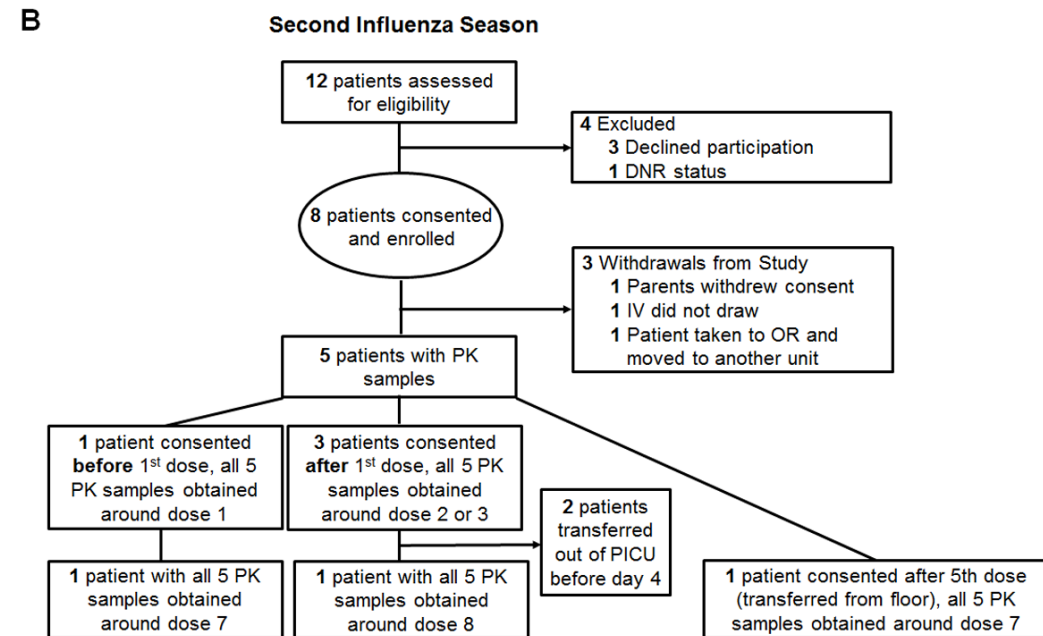 B
Second Influenza Season
12 patients assessed
for eligibility
4 Excluded
3 Declined participation
1 DNR status
8 patients consented
and enrolled
3 Withdrawals from Study
1 Parents withdrew consent
1 IV did not draw
1 Patient taken to OR and
moved to another unit
5 patients with PK
samples
1 patient consented
before 1st dose, all 5
PK samples obtained
around dose 1
3 patients consented
after 1st dose, all 5 PK
samples obtained
around dose 2 or 3
2 patients
transferred
out of PICU
before day 4
1 patient with all 5 PK
samples obtained
around dose 7
1 patient with all 5 PK
samples obtained
around dose 8
1 patient consented after 5th dose
(transferred from floor), all 5 PK
samples obtained around dose 7